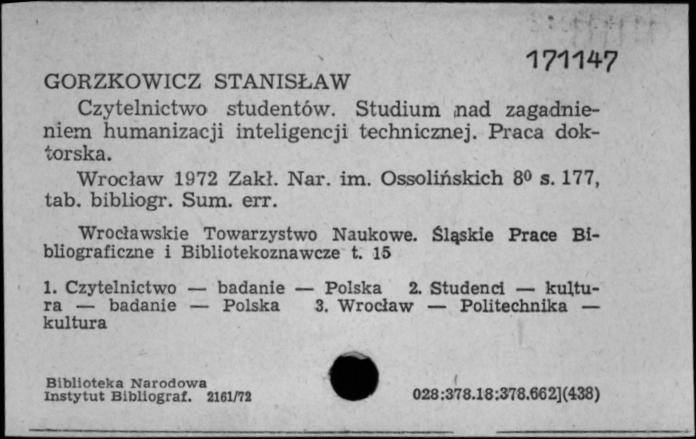 171147
GORZKOWICZ STANISŁAW
Czytelnictwo studentów. Studium nad zagadnie-
niem humanizacji inteligencji technicznej. Praca dok-
torska.
Wrocław 1972 Zakł. Nar. im. Ossolińskich 8⁰ s. 177,
tab. bibliogr. Sum. err.
Wrocławskie Towarzystwo Naukowe. Śląskie Prace Bi-
bliograficzne i Bibliotekoznawcze t. 15
1. Czytelnictwo — badanie — Polska 2. Studenci — kultu-
ra — badanie — Polska 3. Wrocław — Politechnika —
kultura
Biblioteka Narodowa
Instytut Bibliograf. 2161/72
028:378.18:378.662](438)